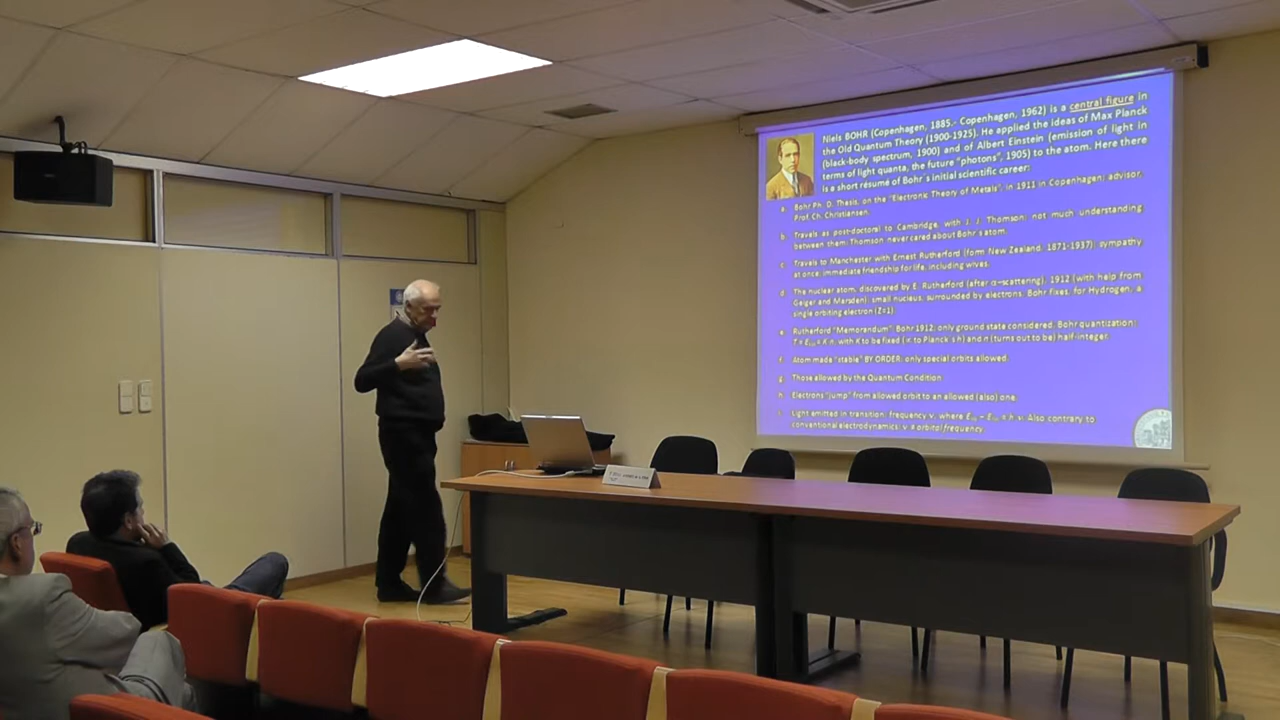 Niels BOHR (Copenhagen, 1885.- Copenhagen, 1962) is a central figure in
the Old Quantum Theory (1900-1925). He applied the ideas of Max Planck
(black-body spectrum, 1900) and of Albert Einstein (emission of light in
terms of light quanta, the future "photons", 1905) to the atom. Here there
is a short résumé of Bohr´s initial scientific career:
a. Bohr Ph. D. Thesis, on the "Electronic Theory of Metals", in 1911 in Copenhagen; advisor,
Prof. Ch. Christiansen.
b. Travels as post-doctoral to Cambridge, with J. J. Thomson: not much understanding
between them: Thomson never cared about Bohr´s atom.
c. Travels to Manchester with Ernest Rutherford (form New Zealand, 1871-1937): sympathy
at once, immediate friendship for life, including wives.
d. The nuclear atom, discovered by E. Rutherford (after α–scattering), 1912 (with help from
Geiger and Marsden): small nucleus, surrounded by electrons. Bohr fixes, for Hydrogen, a
single orbiting electron (Z=1)
e. Rutherford "Memorandum". Bohr 1912: only ground state considered. Bohr quantization:
with K to be fixed (∝ to Planck´s h) and n (turns out to be) half-integer.
f. Atom made "stable" BY ORDER: only special orbits allowed.
g. Those allowed by the Quantum Condition
h. Electrons "jump" from allowed orbit to an allowed (also) one.
i. Light emitted in transition: frequency ν, where Also contrary to
conventional electrodynamics: ν ≠ orbital frequency.